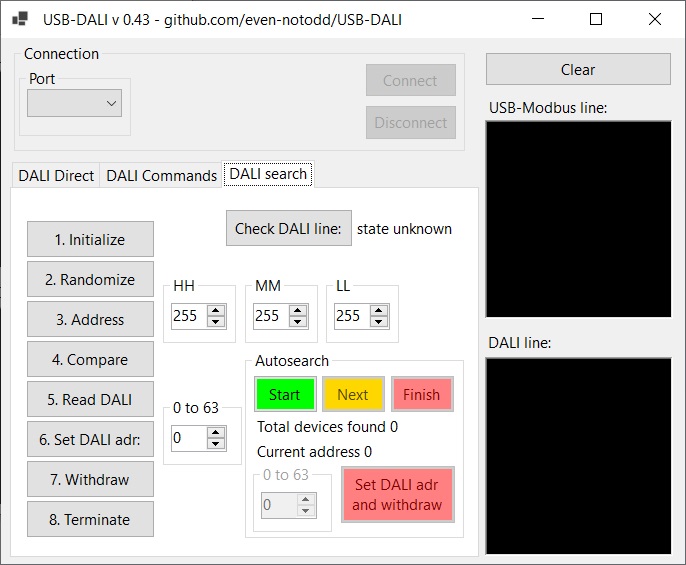 USB-DALI v 0.43 - github.com/even-notodd/USB-DALI
Connection
Port
Connect
Disconnect
Clear
USB-Modbus line:
DALI Direct
DALI Commands
DALI search
Check DALI line:
state unknown
1. Initialize
2. Randomize
3. Address
4. Compare
5. Read DALI
6. Set DALI adr:
7. Withdraw
8. Terminate
HH
255
MM
255
LL
255
0 to 63
0
Autosearch
Start
Next
Finish
Total devices found 0
Current address 0
0 to 63
0
Set DALI adr
and withdraw
DALI line: